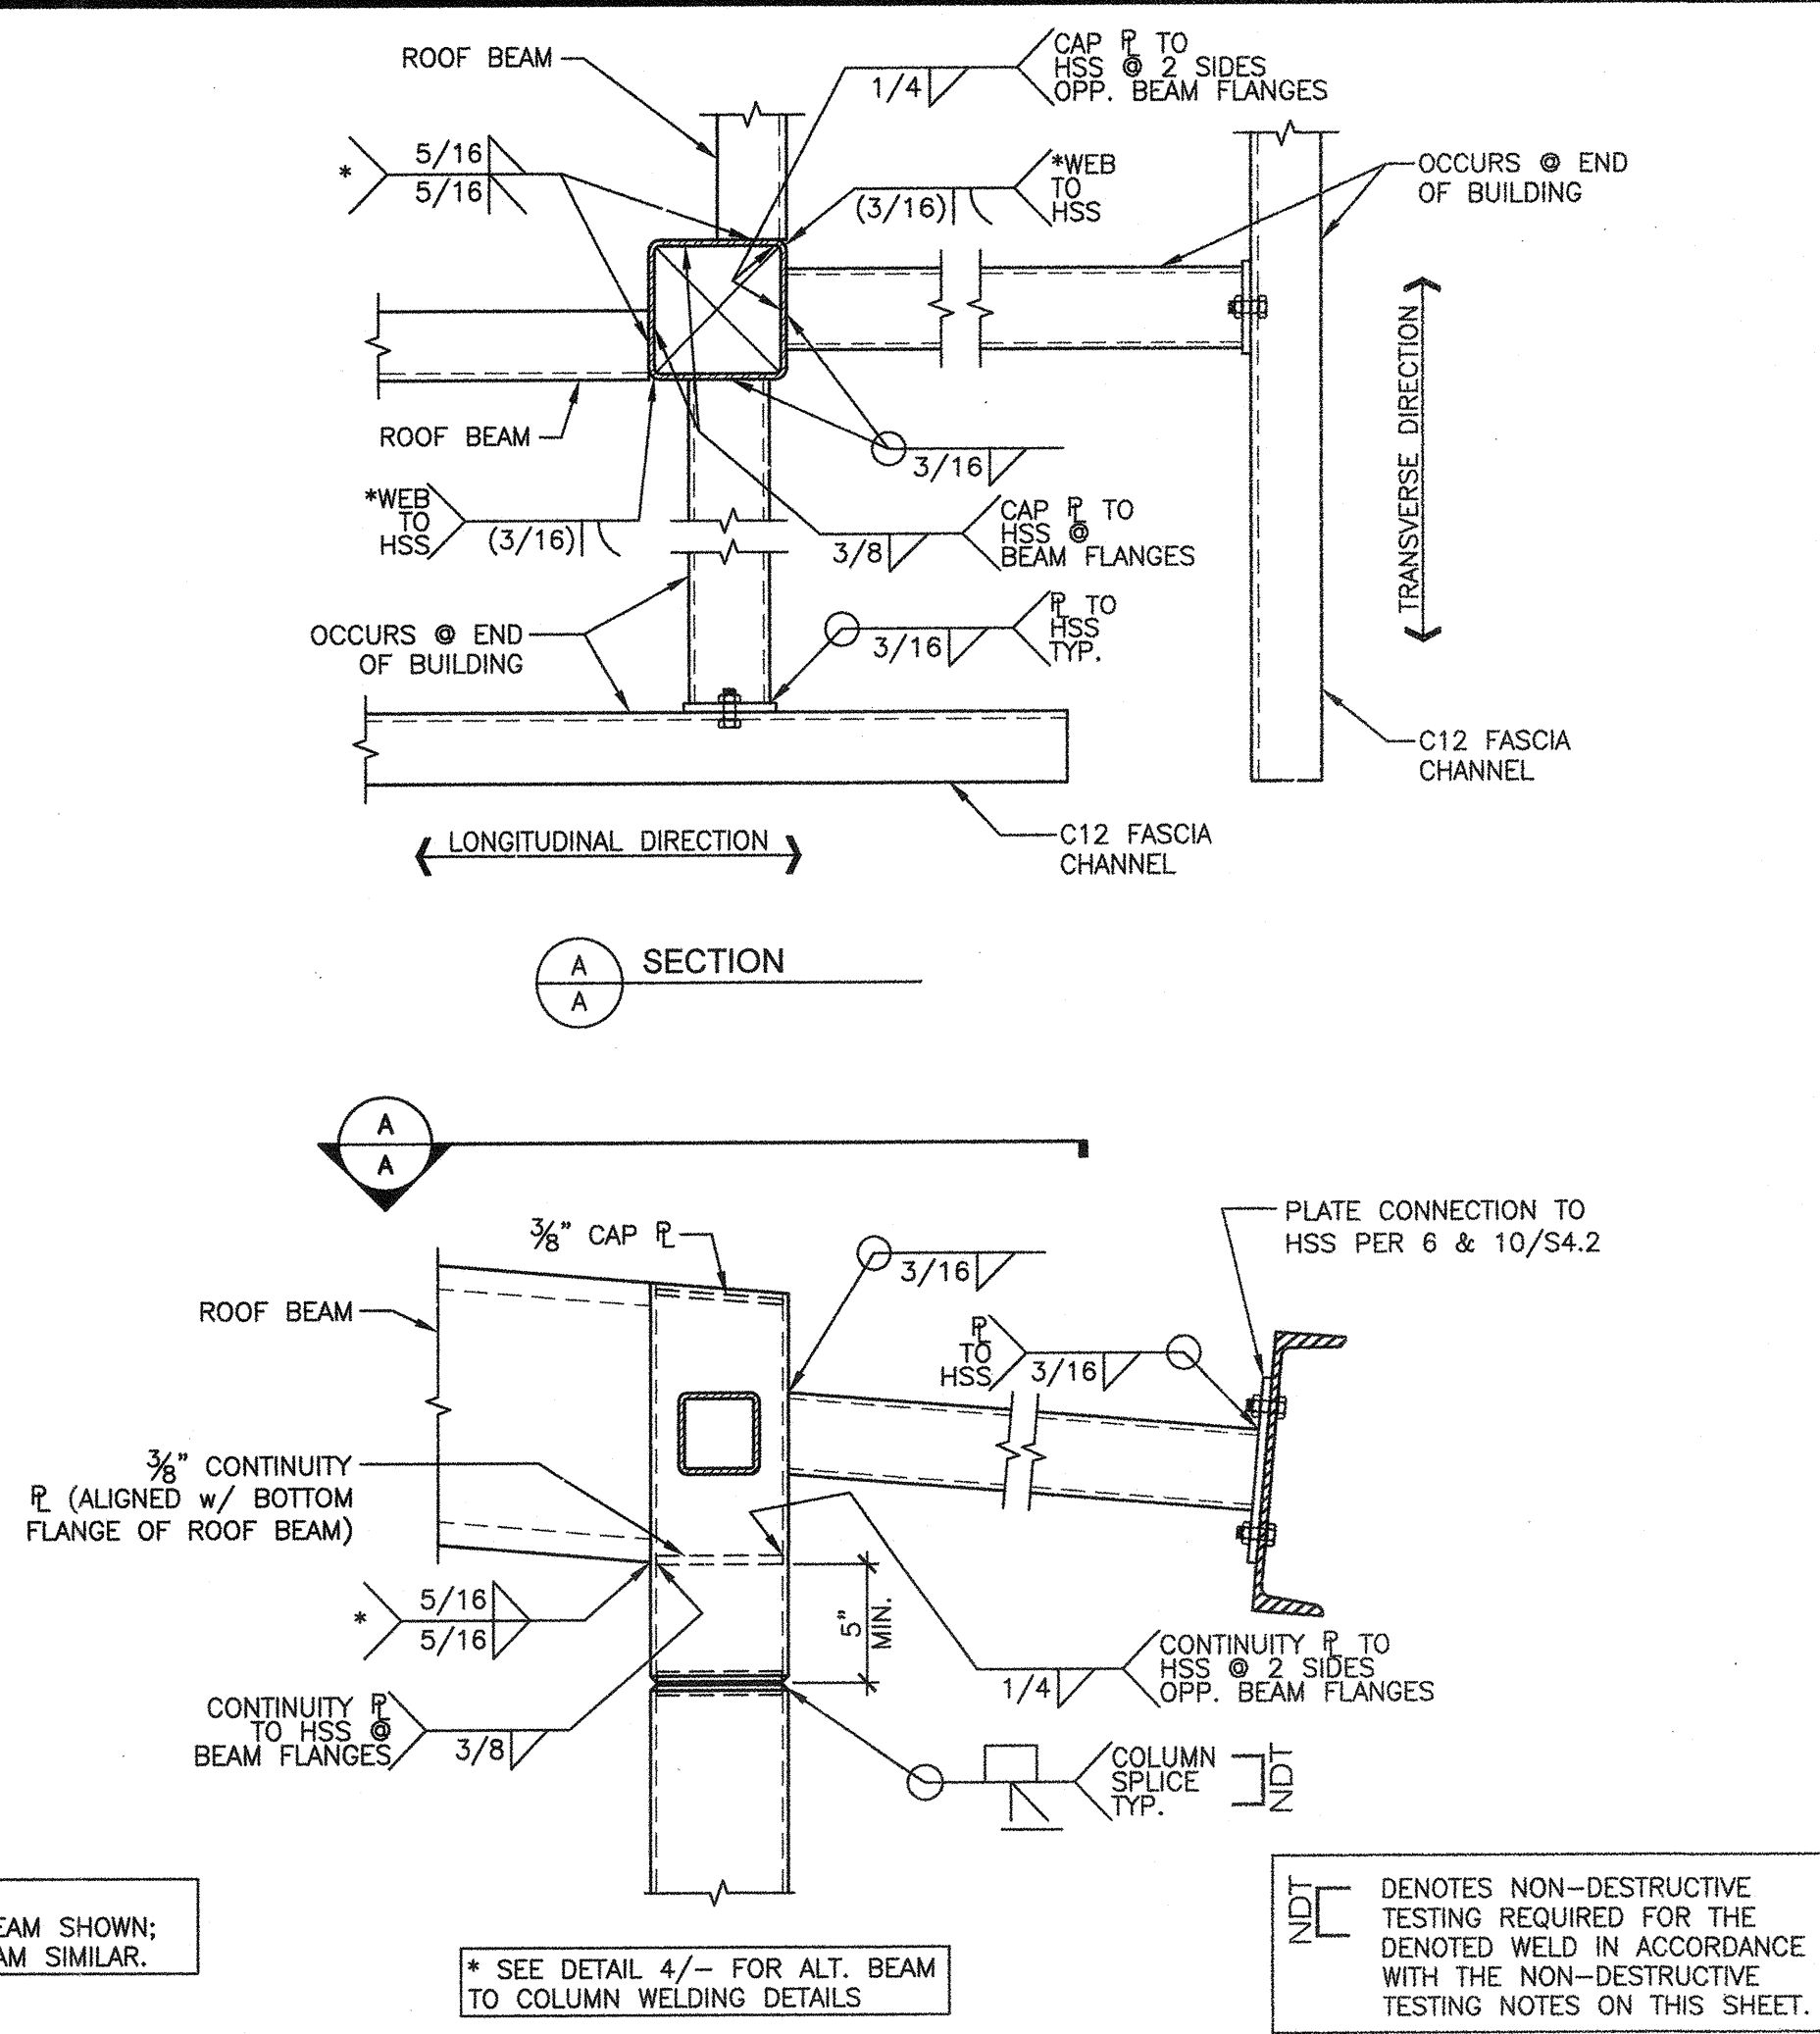 ROOF BEAM
1/4
CAP ℙL TO
HSS @ 2 SIDES
OPP. BEAM FLANGES
*
5/16
5/16
(3/16)
*WEB
TO
HSS
OCCURS @ END
OF BUILDING
TRANSVERSE DIRECTION
ROOF BEAM
3/16
*WEB
TO
HSS
(3/16)
3/8
CAP ℙL TO
HSS @
BEAM FLANGES
OCCURS @ END
OF BUILDING
3/16
ℙL TO
HSS
TYP.
C12 FASCIA
CHANNEL
LONGITUDINAL DIRECTION
C12 FASCIA
CHANNEL
A
A
SECTION
A
A
3/8" CAP ℙL
3/16
PLATE CONNECTION TO
HSS PER 6 & 10/S4.2
ROOF BEAM
ℙL
TO
HSS
3/16
3/8" CONTINUITY
ℙL (ALIGNED w/ BOTTOM
FLANGE OF ROOF BEAM)
*
5/16
5/16
5"
MIN.
1/4
CONTINUITY ℙL TO
HSS @ 2 SIDES
OPP. BEAM FLANGES
CONTINUITY ℙL
TO HSS @
BEAM FLANGES
3/8
COLUMN
SPLICE
TYP.
NDT
EAM SHOWN;
AM SIMILAR.
* SEE DETAIL 4/– FOR ALT. BEAM
TO COLUMN WELDING DETAILS
NDT
DENOTES NON–DESTRUCTIVE
TESTING REQUIRED FOR THE
DENOTED WELD IN ACCORDANCE
WITH THE NON–DESTRUCTIVE
TESTING NOTES ON THIS SHEET.